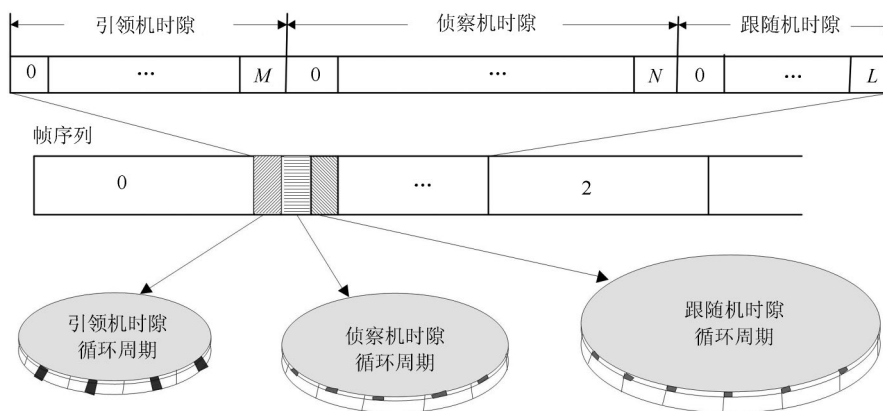 引领机时隙 侦察机时隙 跟随机时隙
0 ... M 0 ... N 0 ... L
帧序列
0 ... 2
引领机时隙
循环周期
侦察机时隙
循环周期
跟随机时隙
循环周期